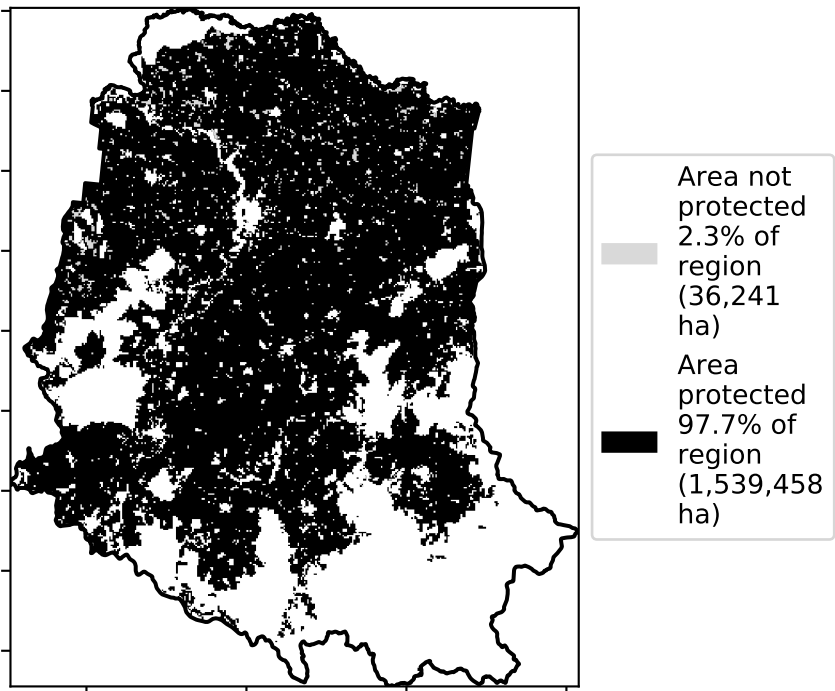 Area not
protected
2.3% of
region
(36,241
ha)
Area
protected
97.7% of
region
(1,539,458
ha)